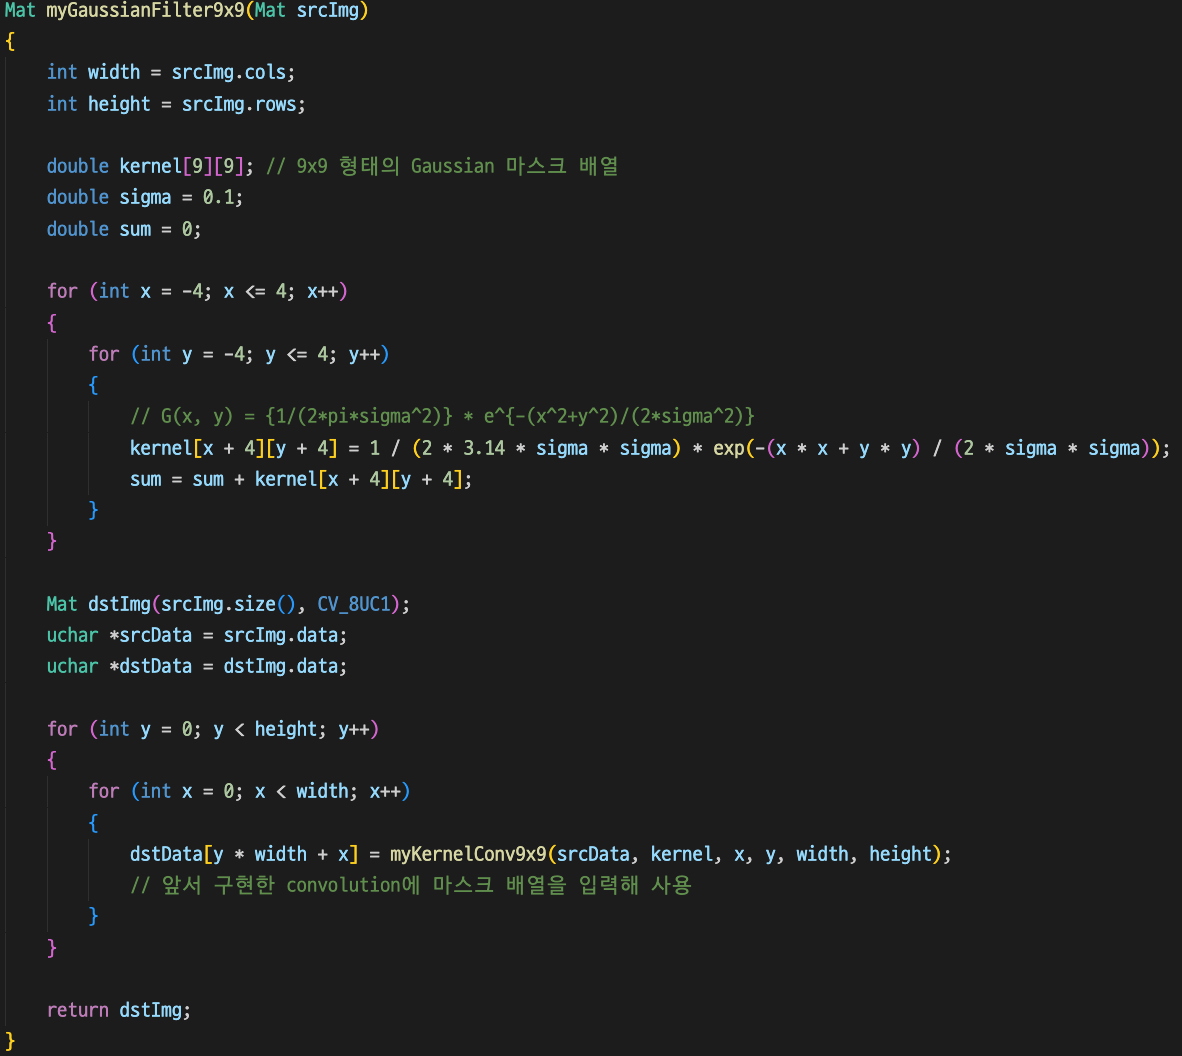 Mat myGaussianFilter9x9(Mat srcImg)
{
    int width = srcImg.cols;
    int height = srcImg.rows;

    double kernel[9][9]; // 9x9 형태의 Gaussian 마스크 배열
    double sigma = 0.1;
    double sum = 0;

    for (int x = -4; x <= 4; x++)
    {
        for (int y = -4; y <= 4; y++)
        {
            // G(x, y) = {1/(2*pi*sigma^2)} * e^{-(x^2+y^2)/(2*sigma^2)}
            kernel[x + 4][y + 4] = 1 / (2 * 3.14 * sigma * sigma) * exp(-(x * x + y * y) / (2 * sigma * sigma));
            sum = sum + kernel[x + 4][y + 4];
        }
    }

    Mat dstImg(srcImg.size(), CV_8UC1);
    uchar *srcData = srcImg.data;
    uchar *dstData = dstImg.data;

    for (int y = 0; y < height; y++)
    {
        for (int x = 0; x < width; x++)
        {
            dstData[y * width + x] = myKernelConv9x9(srcData, kernel, x, y, width, height);
            // 앞서 구현한 convolution에 마스크 배열을 입력해 사용
        }
    }

    return dstImg;
}